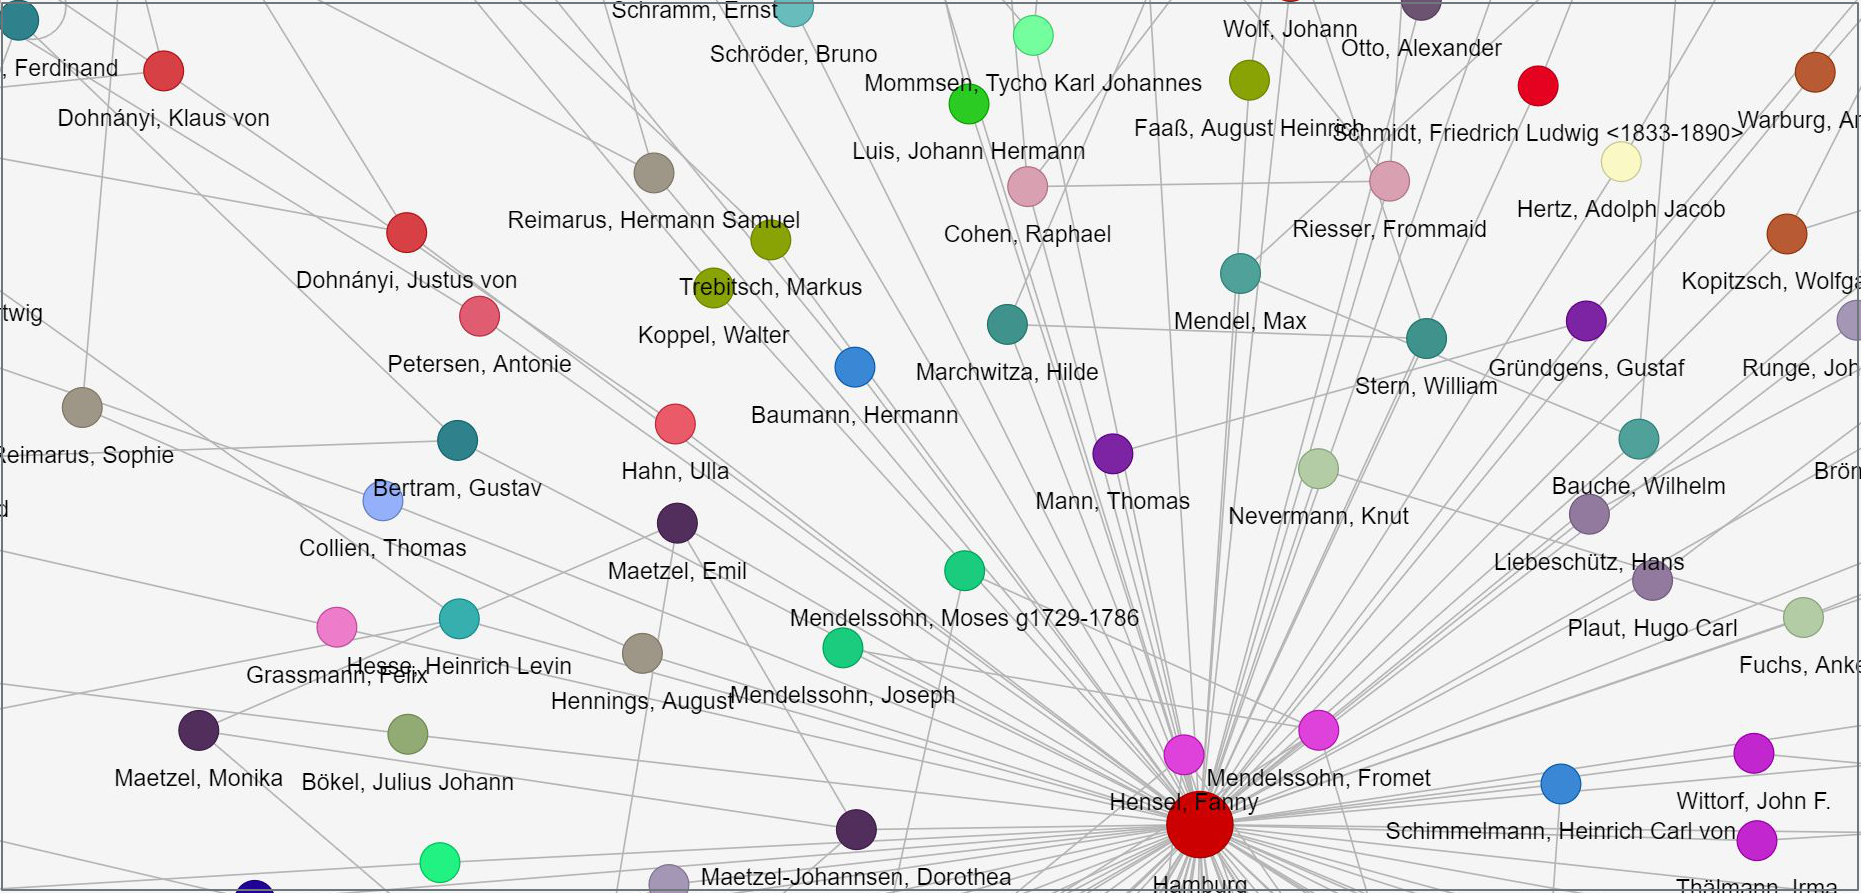 Schramm, Ernst
Wolf, Johann
Otto, Alexander
Schröder, Bruno
, Ferdinand
Mommsen, Tycho Karl Johannes
Dohnányi, Klaus von
Warburg, Ar
Faaß, August Heinrich
Schmidt, Friedrich Ludwig <1833-1890>
Luis, Johann Hermann
Hertz, Adolph Jacob
Reimarus, Hermann Samuel
Riesser, Frommaid
Cohen, Raphael
Dohnányi, Justus von
Kopitzsch, Wolfga
Trebitsch, Markus
twig
Mendel, Max
Koppel, Walter
Petersen, Antonie
Gründgens, Gustaf
Runge, Joh
Marchwitza, Hilde
Stern, William
Baumann, Hermann
Reimarus, Sophie
Hahn, Ulla
Brön
Bertram, Gustav
Bauche, Wilhelm
Mann, Thomas
d
Nevermann, Knut
Collien, Thomas
Liebeschütz, Hans
Maetzel, Emil
Mendelssohn, Moses g1729-1786
Plaut, Hugo Carl
Hesse, Heinrich Levin
Fuchs, Anke
Grassmann, Felix
Mendelssohn, Joseph
Hennings, August
Maetzel, Monika
Mendelssohn, Fromet
Bökel, Julius Johann
Hensel, Fanny
Wittorf, John F.
Schimmelmann, Heinrich Carl von
Maetzel-Johannsen, Dorothea
Hamburg
Thälmann, Irma